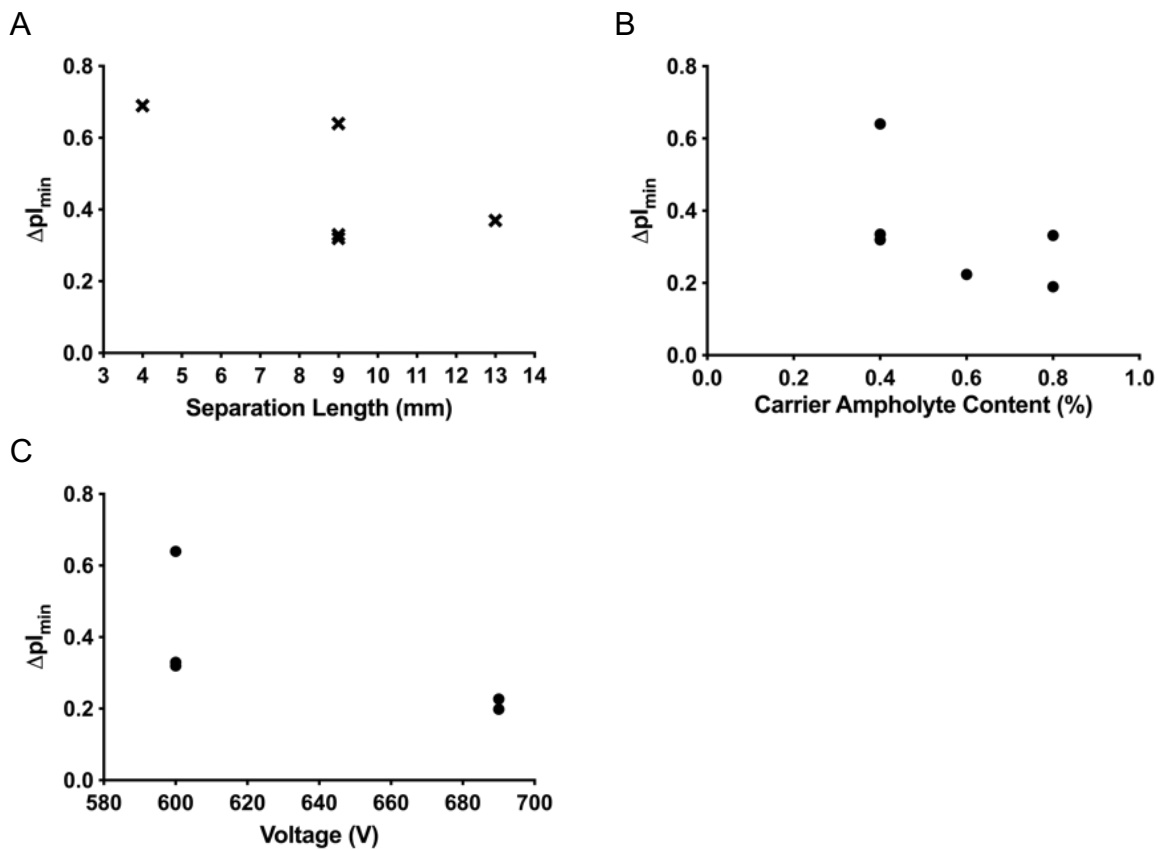 A
0.8
0.6
0.4
0.2
0.0
ΔpImin
3 4 5 6 7 8 9 10 11 12 13 14
Separation Length (mm)
B
0.8
0.6
0.4
0.2
0.0
ΔpImin
0.0 0.2 0.4 0.6 0.8 1.0
Carrier Ampholyte Content (%)
C
0.8
0.6
0.4
0.2
0.0
ΔpImin
580 600 620 640 660 680 700
Voltage (V)